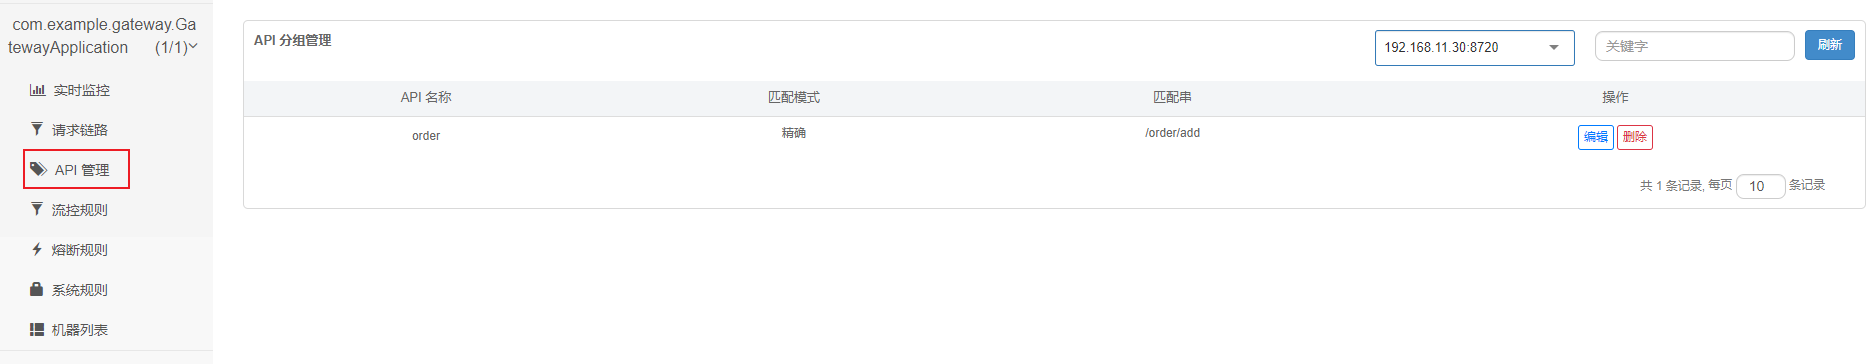 com.example.gateway.Ga
tewayApplication (1/1)
实时监控
请求链路
API 管理
流控规则
熔断规则
系统规则
机器列表
API 分组管理 192.168.11.30:8720 关键字 刷新
API 名称 匹配模式 匹配串 操作
order 精确 /order/add 编辑 删除
共 1 条记录, 每页 10 条记录